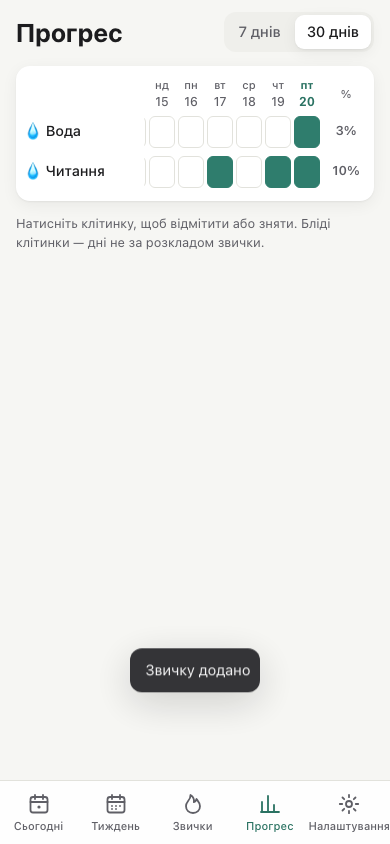 Прогрес
7 днів
30 днів
нд пн вт ср чт пт
15 16 17 18 19 20 %
Вода 3%
Читання 10%
Натисніть клітинку, щоб відмітити або зняти. Бліді
клітинки — дні не за розкладом звички.
Звичку додано
Сьогодні Тиждень Звички Прогрес Налаштування